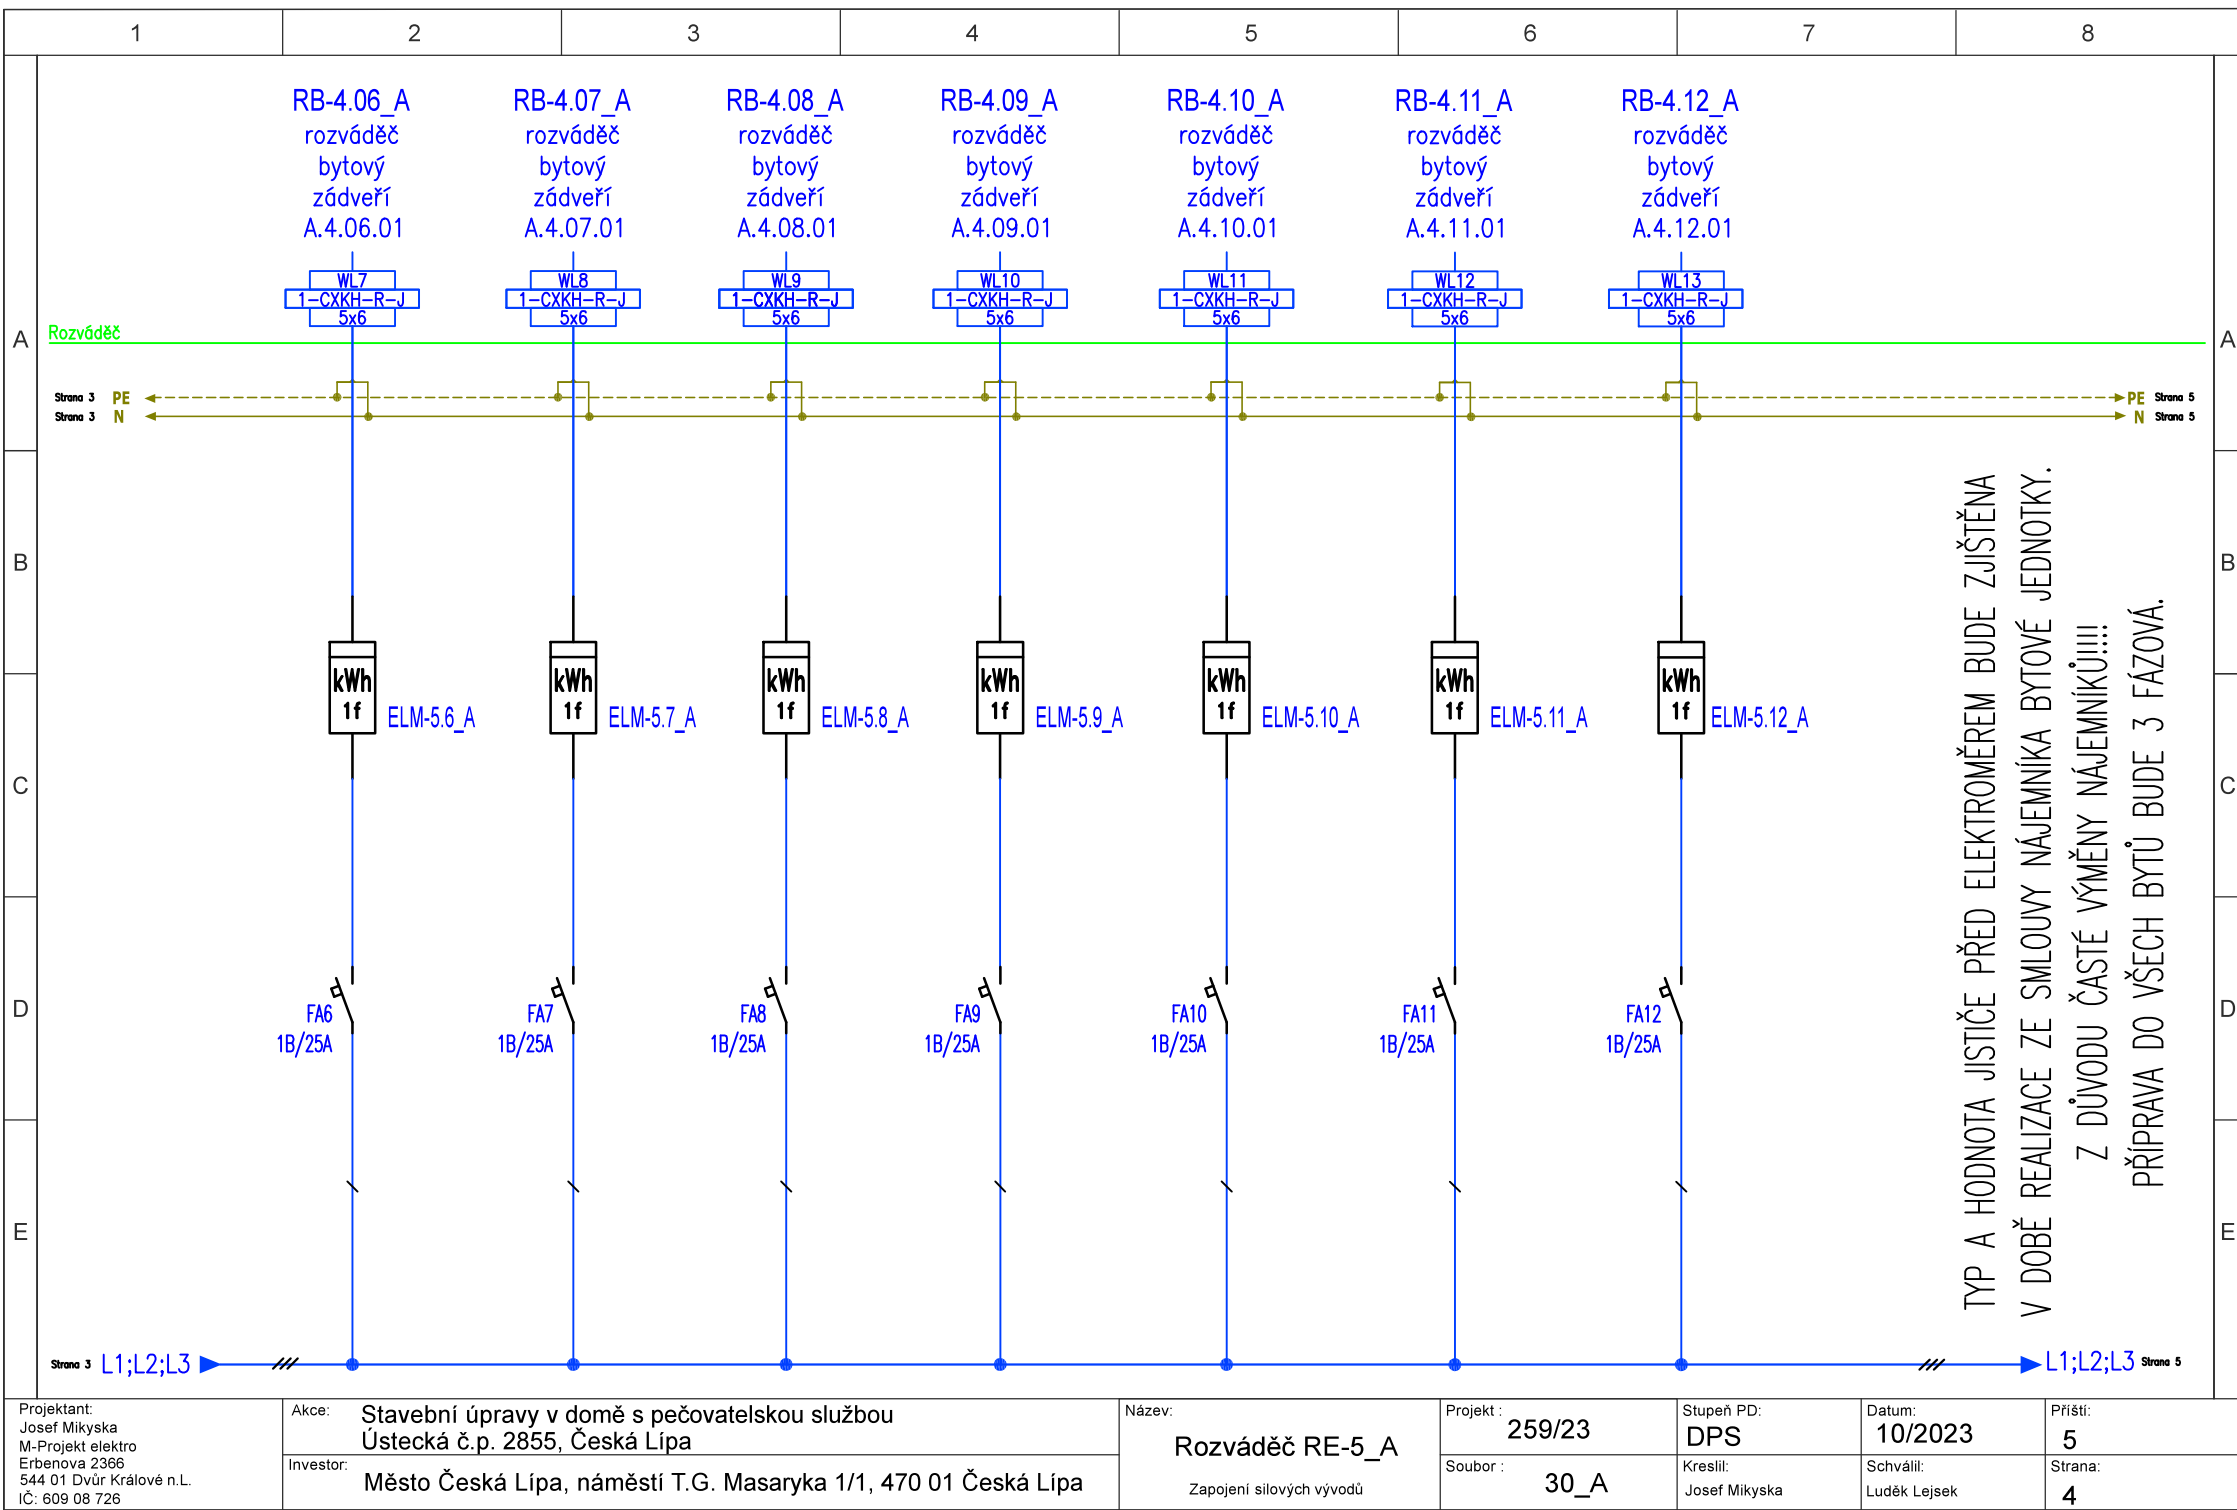 1 2 3 4 5 6 7 8
RB-4.06_A RB-4.07_A RB-4.08_A RB-4.09_A RB-4.10_A RB-4.11_A RB-4.12_A
rozváděč rozváděč rozváděč rozváděč rozváděč rozváděč rozváděč
bytový bytový bytový bytový bytový bytový bytový
zádveří zádveří zádveří zádveří zádveří zádveří zádveří
A.4.06.01 A.4.07.01 A.4.08.01 A.4.09.01 A.4.10.01 A.4.11.01 A.4.12.01
WL7 WL8 WL9 WL10 WL11 WL12 WL13
1-CXKH-R-J 1-CXKH-R-J 1-CXKH-R-J 1-CXKH-R-J 1-CXKH-R-J 1-CXKH-R-J 1-CXKH-R-J
5x6 5x6 5x6 5x6 5x6 5x6 5x6
Rozváděč
A A
Strana 3 PE PE Strana 5
Strana 3 N N Strana 5
B B
kWh kWh kWh kWh kWh kWh kWh
1f 1f 1f 1f 1f 1f 1f
ELM-5.6_A ELM-5.7_A ELM-5.8_A ELM-5.9_A ELM-5.10_A ELM-5.11_A ELM-5.12_A
C C
D D
FA6 FA7 FA8 FA9 FA10 FA11 FA12
1B/25A 1B/25A 1B/25A 1B/25A 1B/25A 1B/25A 1B/25A
E E
TYP A HODNOTA JISTIČE PŘED ELEKTROMĚREM BUDE ZJIŠTĚNA
V DOBĚ REALIZACE ZE SMLOUVY NÁJEMNÍKA BYTOVÉ JEDNOTKY.
Z DŮVODU ČASTÉ VÝMĚNY NÁJEMNÍKŮ!!!!
PŘÍPRAVA DO VŠECH BYTŮ BUDE 3 FÁZOVÁ.
Strana 3 L1;L2;L3 L1;L2;L3 Strana 5
Projektant:
Josef Mikyska
M-Projekt elektro
Erbenova 2366
544 01 Dvůr Králové n.L.
IČ: 609 08 726
Akce: Stavební úpravy v domě s pečovatelskou službou
Ústecká č.p. 2855, Česká Lípa
Investor:
Město Česká Lípa, náměstí T.G. Masaryka 1/1, 470 01 Česká Lípa
Název:
Rozváděč RE-5_A
Zapojení silových vývodů
Projekt : 259/23
Soubor : 30_A
Stupeň PD:
DPS
Kreslil:
Josef Mikyska
Datum:
10/2023
Schválil:
Luděk Lejsek
Příští:
5
Strana:
4